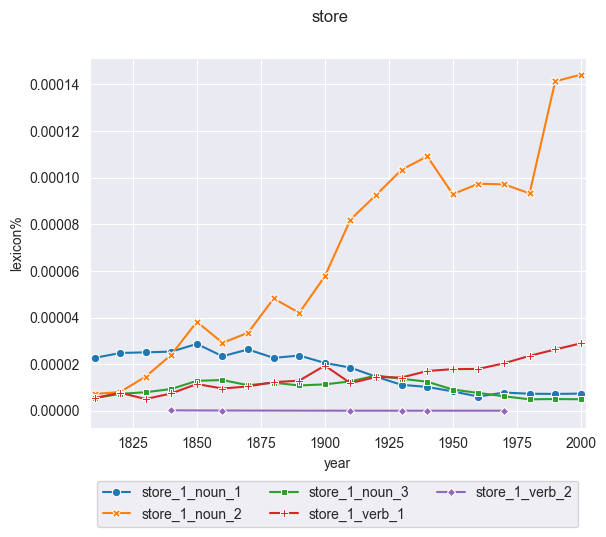 store
0.00014
0.00012
0.00010
0.00008
0.00006
0.00004
0.00002
0.00000
lexicon%
1825 1850 1875 1900 1925 1950 1975 2000
year
store_1_noun_1 store_1_noun_3 store_1_verb_2
store_1_noun_2 store_1_verb_1